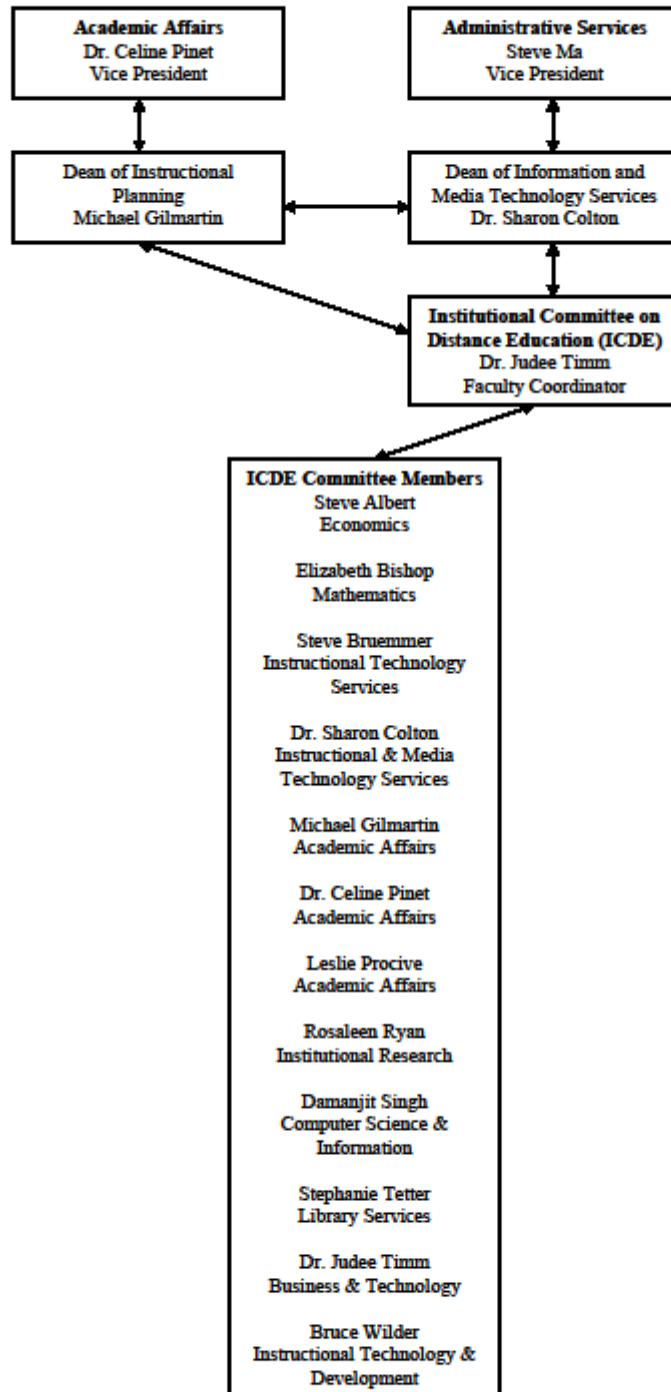 Academic Affairs
Dr. Celine Pinet
Vice President
Administrative Services
Steve Ma
Vice President
Dean of Instructional
Planning
Michael Gilmartin
Dean of Information and
Media Technology Services
Dr. Sharon Colton
Institutional Committee on
Distance Education (ICDE)
Dr. Judee Timm
Faculty Coordinator
ICDE Committee Members
Steve Albert
Economics
Elizabeth Bishop
Mathematics
Steve Bruemmer
Instructional Technology
Services
Dr. Sharon Colton
Instructional & Media
Technology Services
Michael Gilmartin
Academic Affairs
Dr. Celine Pinet
Academic Affairs
Leslie Procive
Academic Affairs
Rosaleen Ryan
Institutional Research
Damanjit Singh
Computer Science &
Information
Stephanie Tetter
Library Services
Dr. Judee Timm
Business & Technology
Bruce Wilder
Instructional Technology &
Development